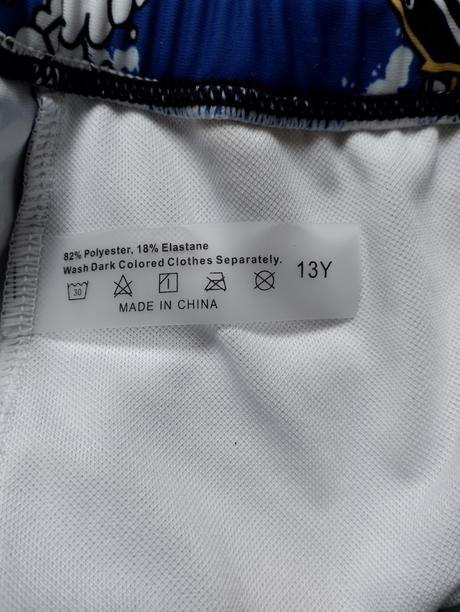 82% Polyester, 18% Elastane
Wash Dark Colored Clothes Separately.
30
13Y
MADE IN CHINA